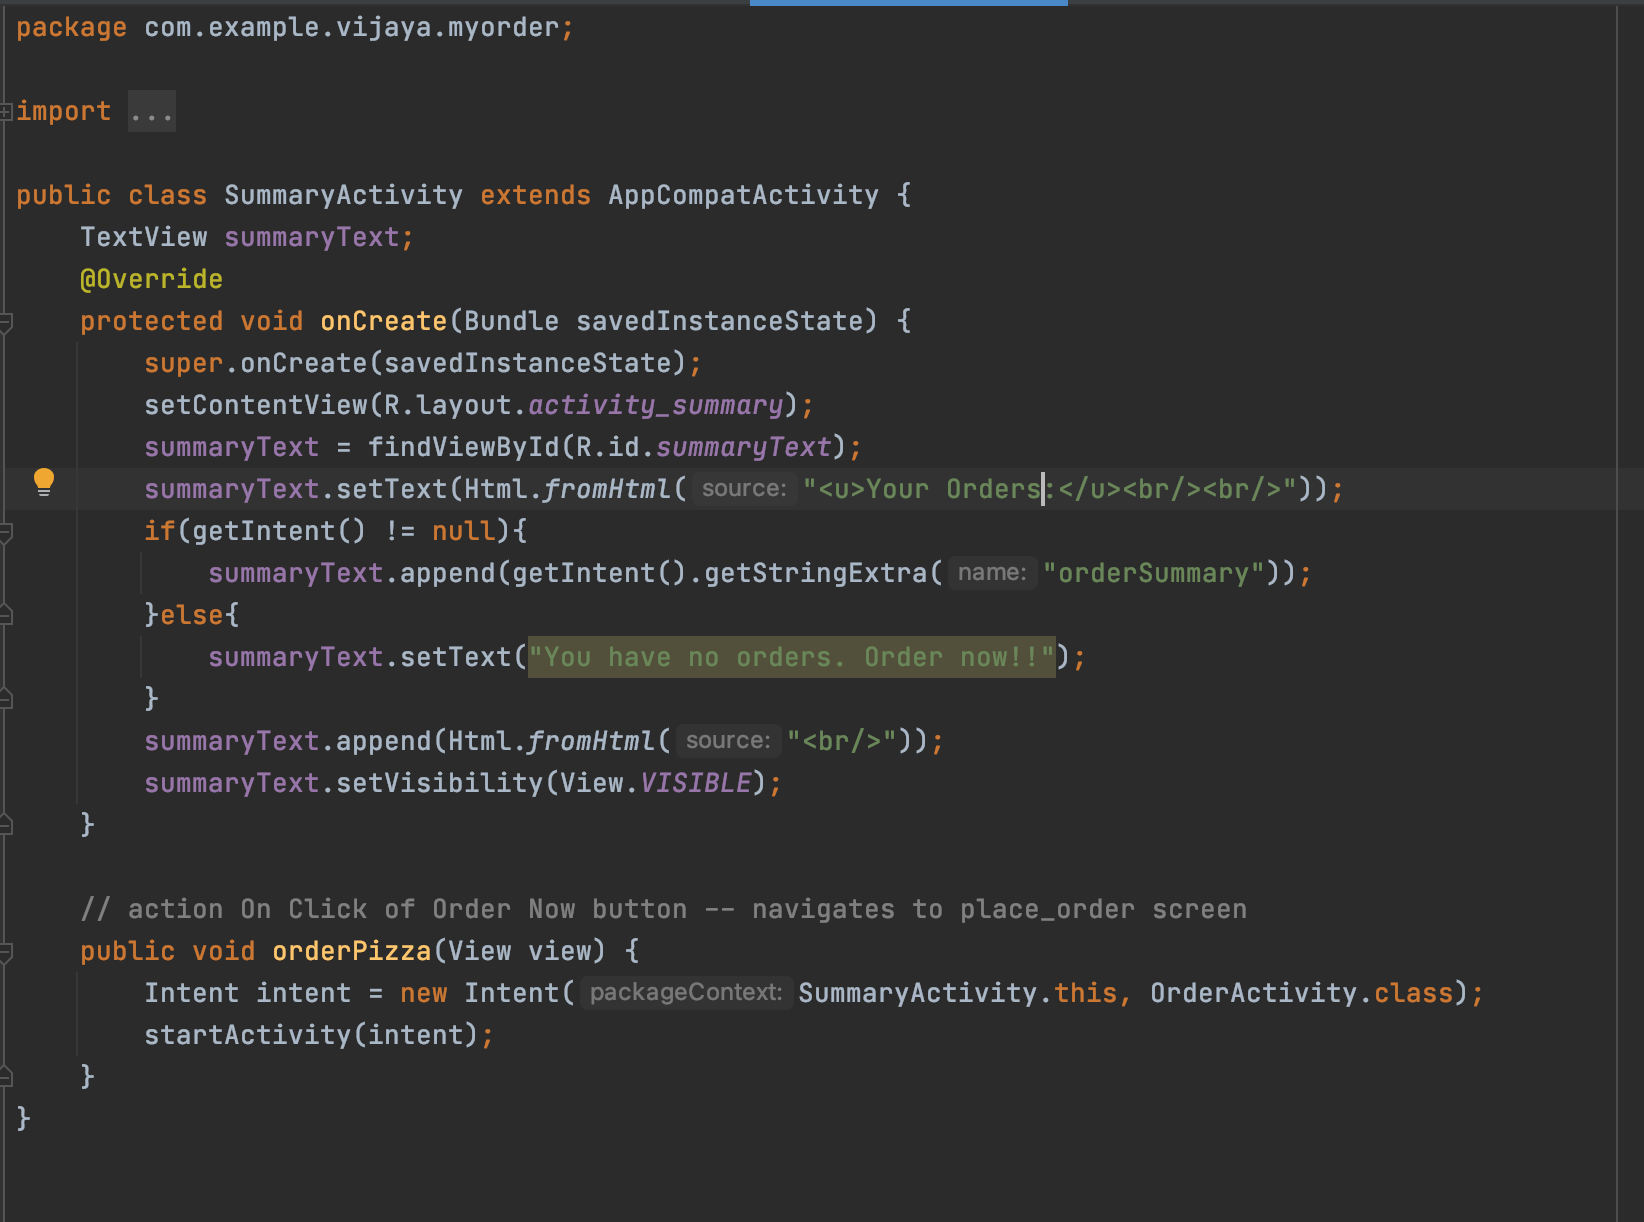 package com.example.vijaya.myorder;
import ...
public class SummaryActivity extends AppCompatActivity {
TextView summaryText;
@Override
protected void onCreate(Bundle savedInstanceState) {
super.onCreate(savedInstanceState);
setContentView(R.layout.activity_summary);
summaryText = findViewById(R.id.summaryText);
summaryText.setText(Html.fromHtml( source: "<u>Your Orders:</u><br/><br/>"));
if(getIntent() != null){
summaryText.append(getIntent().getStringExtra( name: "orderSummary"));
}else{
summaryText.setText("You have no orders. Order now!!");
}
summaryText.append(Html.fromHtml( source: "<br/>"));
summaryText.setVisibility(View.VISIBLE);
}
// action On Click of Order Now button -- navigates to place_order screen
public void orderPizza(View view) {
Intent intent = new Intent( packageContext: SummaryActivity.this, OrderActivity.class);
startActivity(intent);
}
}